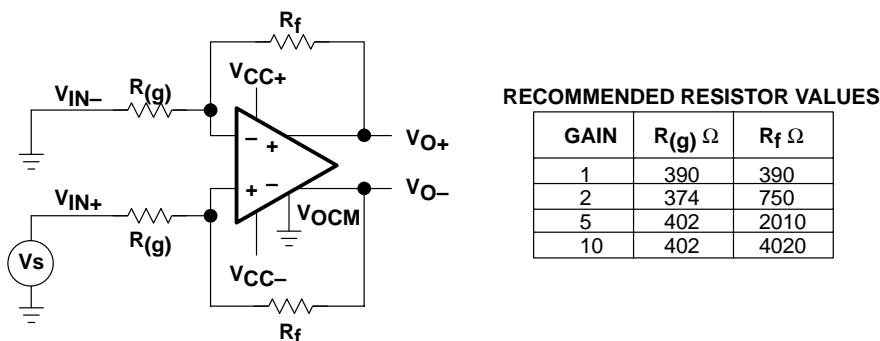 Rf
VCC+
R(g)
VIN–
RECOMMENDED RESISTOR VALUES
GAIN R(g) Ω Rf Ω
1 390 390
2 374 750
5 402 2010
10 402 4020
VO+
– +
+ –
VO–
VIN+
VOCM
R(g)
Vs
VCC–
Rf